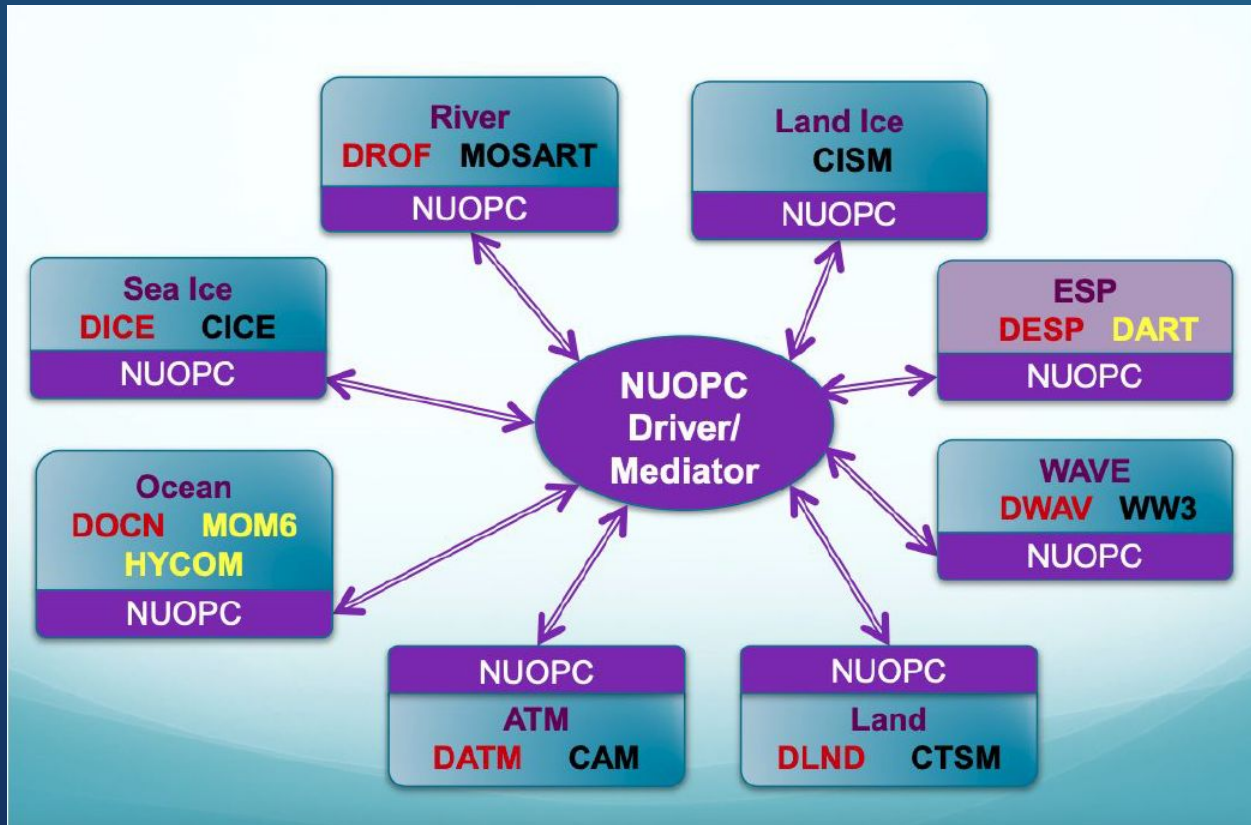 River
DROF MOSART
NUOPC
Land Ice
CISM
NUOPC
Sea Ice
DICE CICE
NUOPC
ESP
DESP DART
NUOPC
NUOPC
Driver/
Mediator
Ocean
DOCN MOM6
HYCOM
NUOPC
WAVE
DWAV WW3
NUOPC
NUOPC
ATM
DATM CAM
NUOPC
Land
DLND CTSM